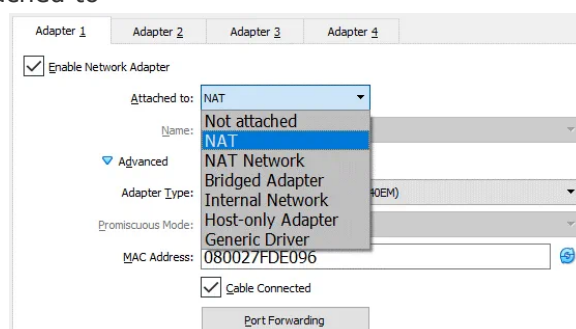 Adapter 1 Adapter 2 Adapter 3 Adapter 4
Enable Network Adapter
Attached to: NAT
Not attached
Name:
NAT
Advanced
NAT Network
Bridged Adapter
Adapter Type: 40EM)
Internal Network
Promiscuous Mode: Host-only Adapter
Generic Driver
MAC Address: 080027FDE096
Cable Connected
Port Forwarding